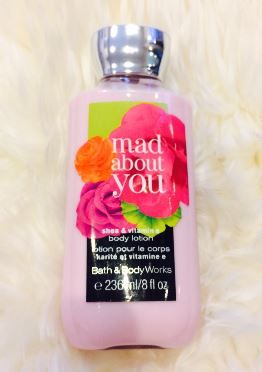 mad
about
you
shea & vitamin e
body lotion
lotion pour le corps
karité et vitamine e
Bath & Body Works
e 236 ml/8 fl oz